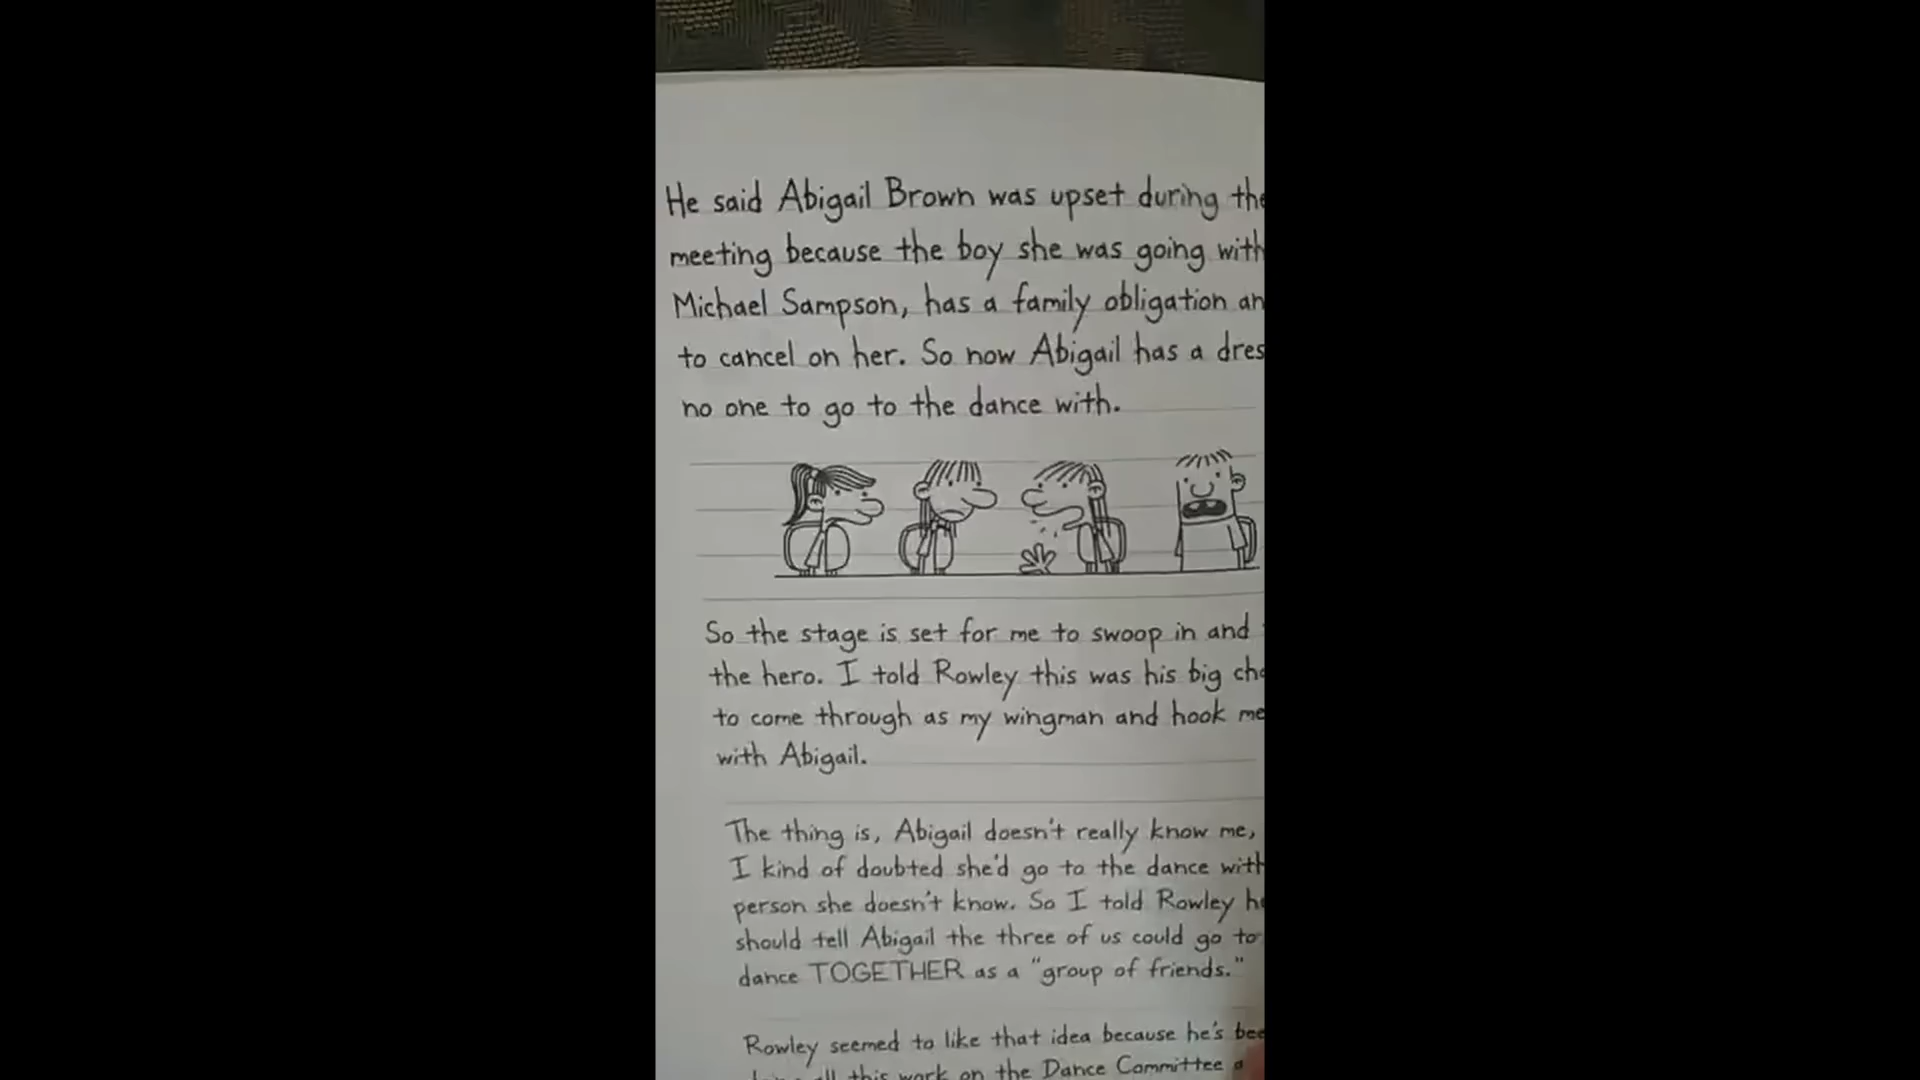 He said Abigail Brown was upset during the
meeting because the boy she was going with
Michael Sampson, has a family obligation an
to cancel on her. So now Abigail has a dres
no one to go to the dance with.
So the stage is set for me to swoop in and
the hero. I told Rowley this was his big cha
to come through as my wingman and hook me
with Abigail.
The thing is, Abigail doesn't really know me,
I kind of doubted she'd go to the dance with
person she doesn't know. So I told Rowley he
should tell Abigail the three of us could go to
dance TOGETHER as a "group of friends."
Rowley seemed to like that idea because he's bee
all this work on the Dance Committee a